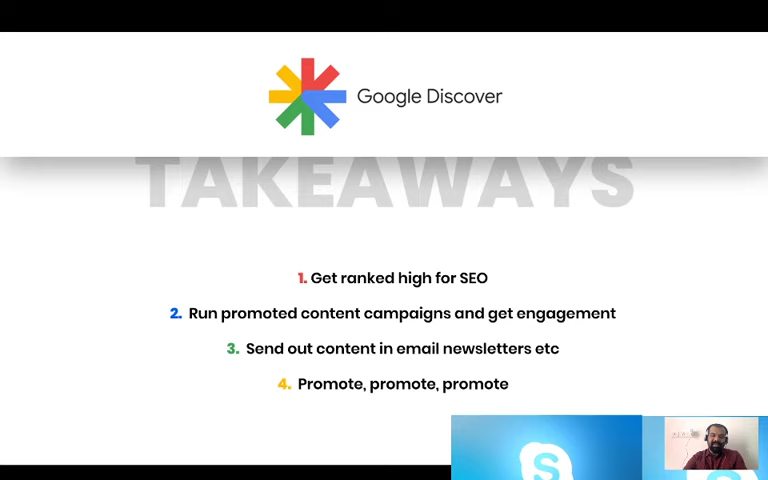 Google Discover
TAKEAWAYS
1. Get ranked high for SEO
2. Run promoted content campaigns and get engagement
3. Send out content in email newsletters etc
4. Promote, promote, promote
S
S